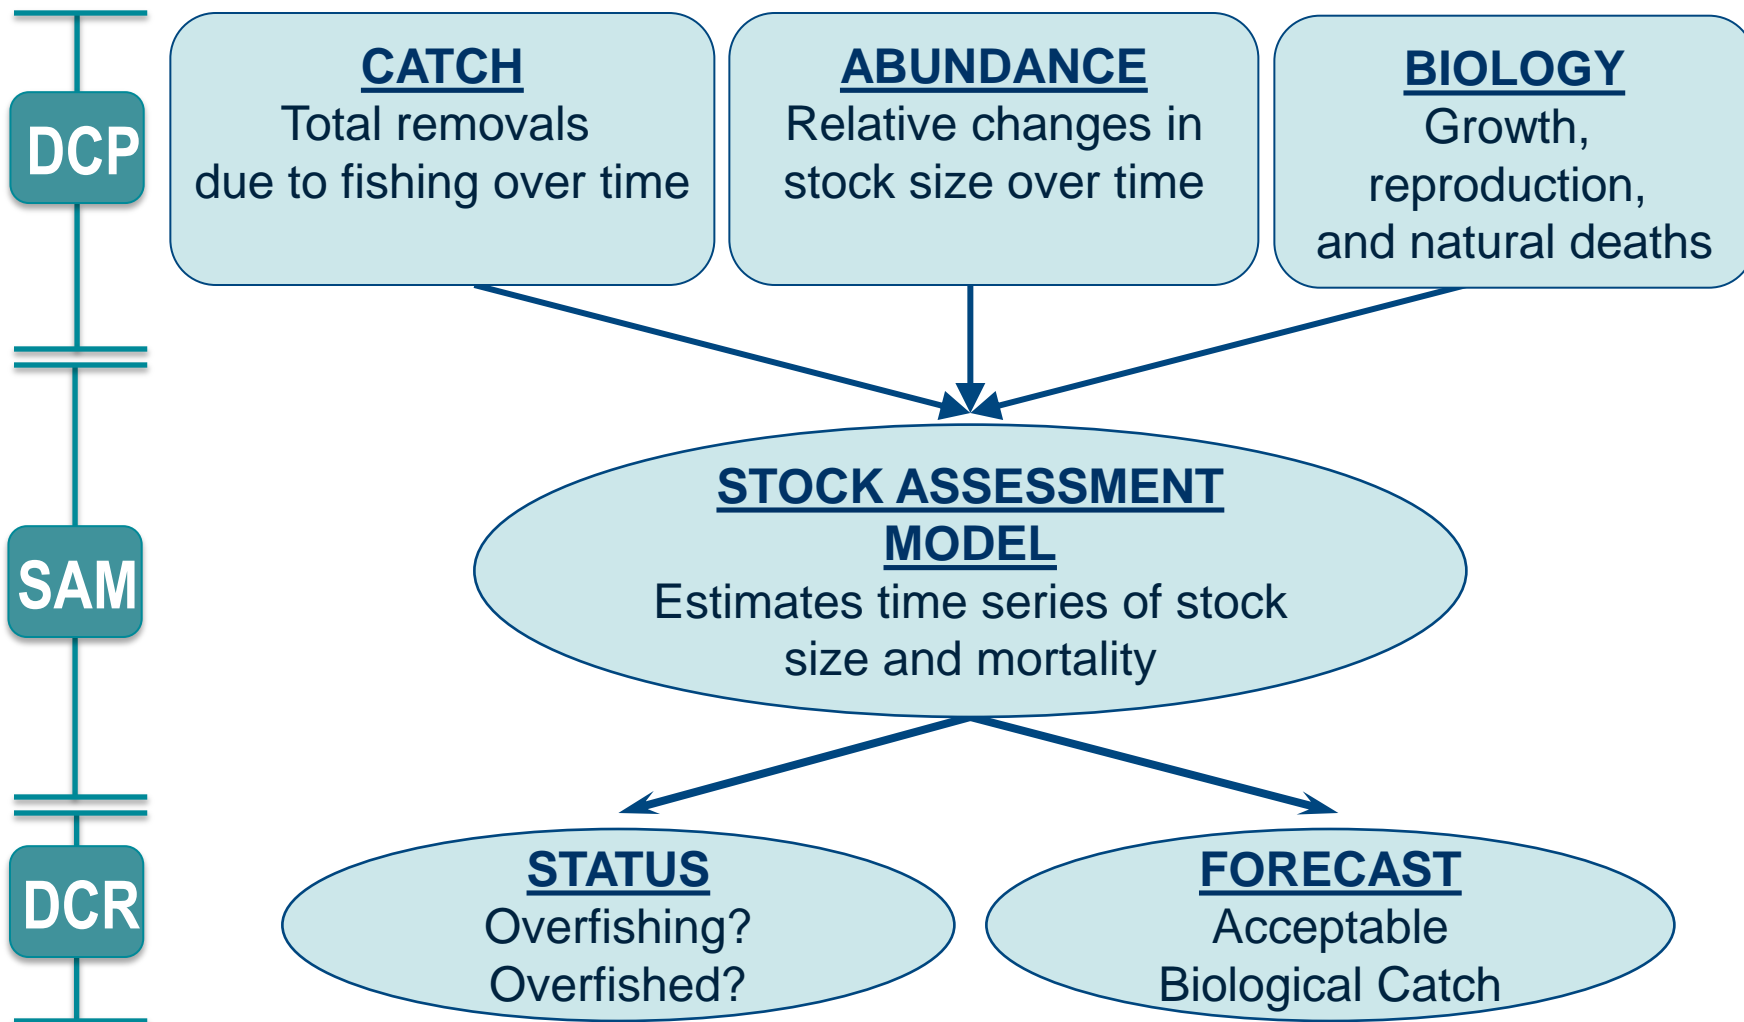 DCP
CATCH
Total removals
due to fishing over time
ABUNDANCE
Relative changes in
stock size over time
BIOLOGY
Growth,
reproduction,
and natural deaths
SAM
STOCK ASSESSMENT
MODEL
Estimates time series of stock
size and mortality
DCR
STATUS
Overfishing?
Overfished?
FORECAST
Acceptable
Biological Catch